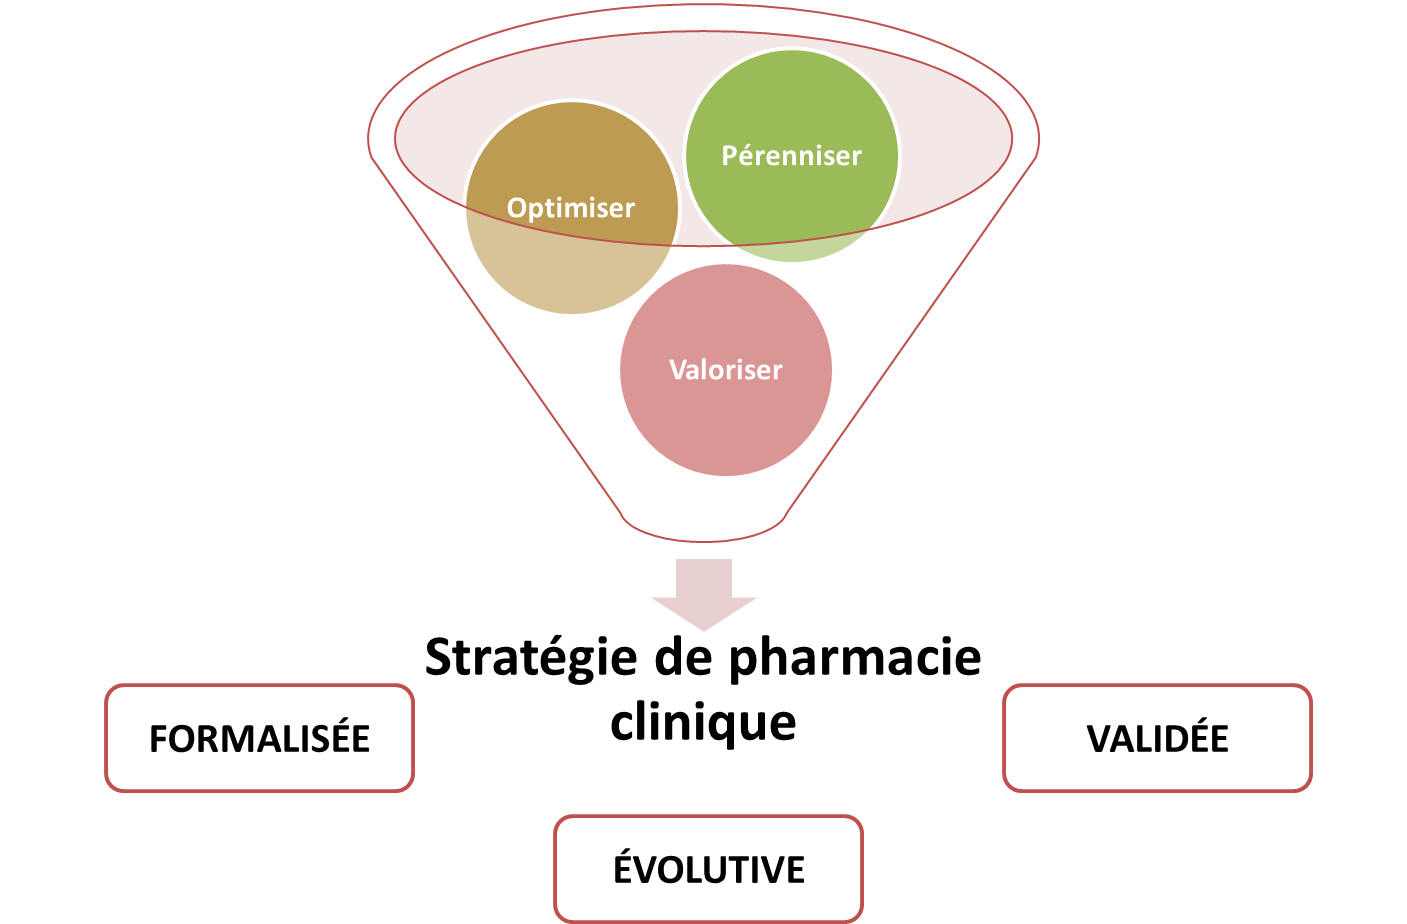 Pérenniser
Optimiser
Valoriser
Stratégie de pharmacie
clinique
FORMALISÉE
VALIDÉE
ÉVOLUTIVE